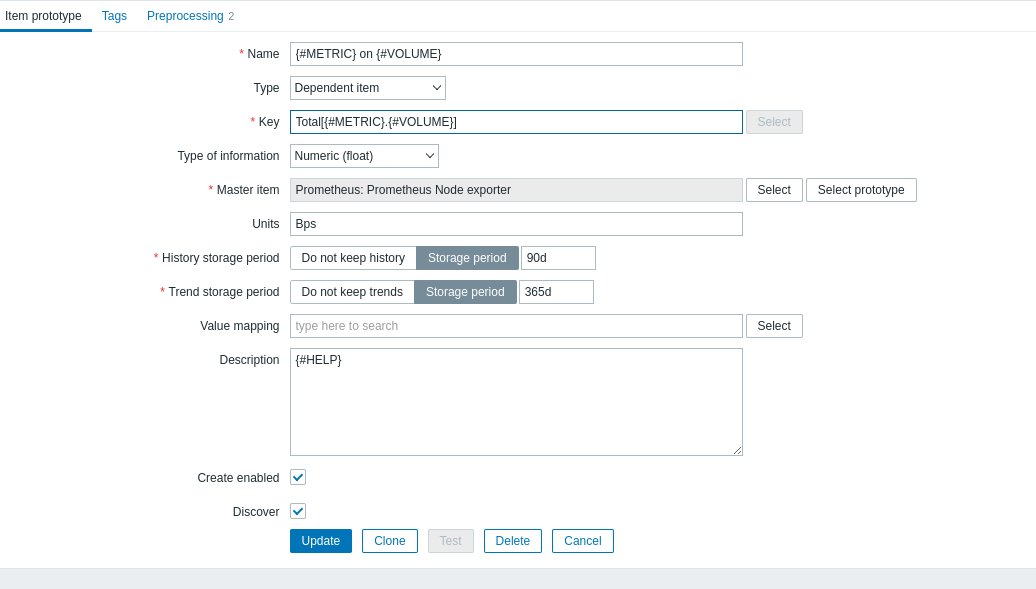 Item prototype Tags Preprocessing 2
* Name {#METRIC} on {#VOLUME}
Type Dependent item
* Key Total[{#METRIC}.{#VOLUME}] Select
Type of information Numeric (float)
* Master item Prometheus: Prometheus Node exporter Select Select prototype
Units Bps
* History storage period Do not keep history Storage period 90d
* Trend storage period Do not keep trends Storage period 365d
Value mapping type here to search Select
Description {#HELP}
Create enabled
Discover
Update Clone Test Delete Cancel